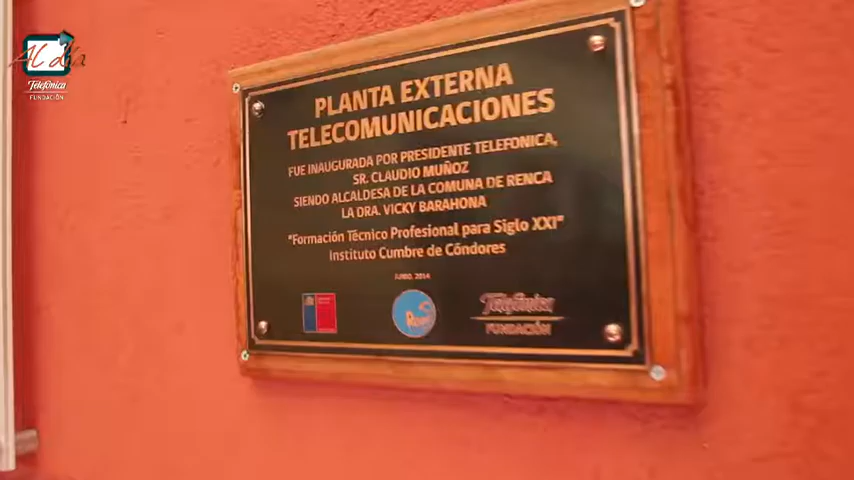 Al día
Telefónica
FUNDACIÓN
PLANTA EXTERNA
TELECOMUNICACIONES
FUE INAUGURADA POR PRESIDENTE TELEFONICA,
SR. CLAUDIO MUÑOZ
SIENDO ALCALDESA DE LA COMUNA DE RENCA
LA DRA. VICKY BARAHONA
"Formación Técnico Profesional para Siglo XXI"
Instituto Cumbre de Cóndores
JUNIO, 2014
Renca
Telefónica
FUNDACIÓN